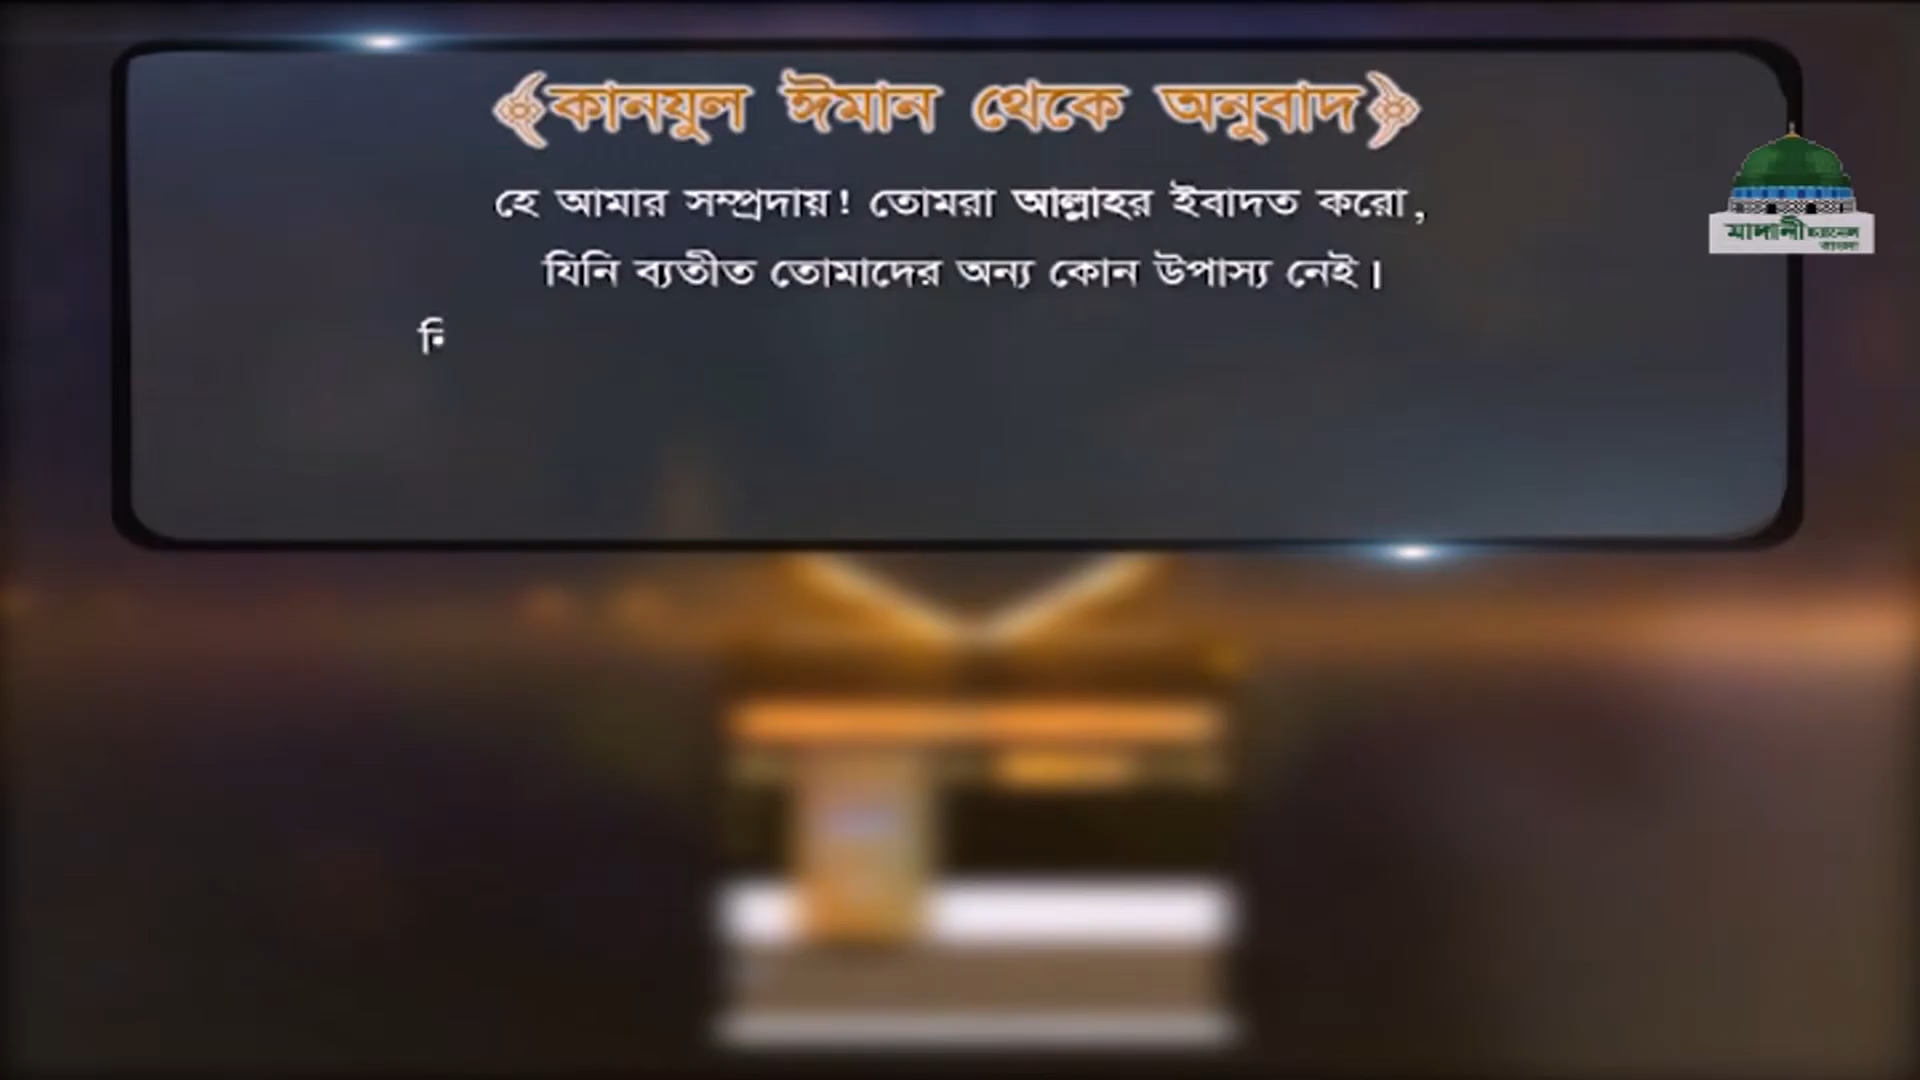 কানযুল ঈমান থেকে অনুবাদ
হে আমার সম্প্রদায়! তোমরা আল্লাহর ইবাদত করো,
যিনি ব্যতীত তোমাদের অন্য কোন উপাস্য নেই।
মাদানী চ্যানেল
বাংলা